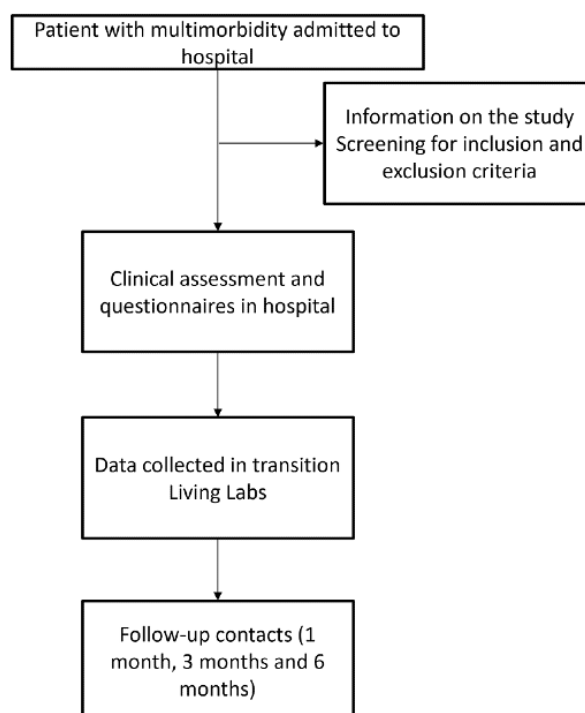 Patient with multimorbidity admitted to
hospital
Information on the study
Screening for inclusion and
exclusion criteria
Clinical assessment and
questionnaires in hospital
Data collected in transition
Living Labs
Follow-up contacts (1
month, 3 months and 6
months)